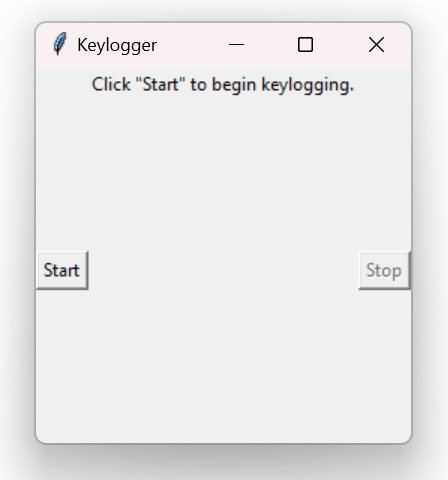 Keylogger
Click "Start" to begin keylogging.
Start
Stop